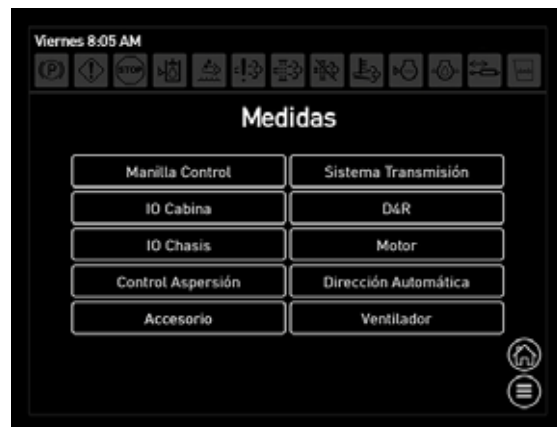 Viernes 8:05 AM
(P) STOP
Medidas
Manilla Control Sistema Transmisión
IO Cabina D4R
IO Chasis Motor
Control Aspersión Dirección Automática
Accesorio Ventilador